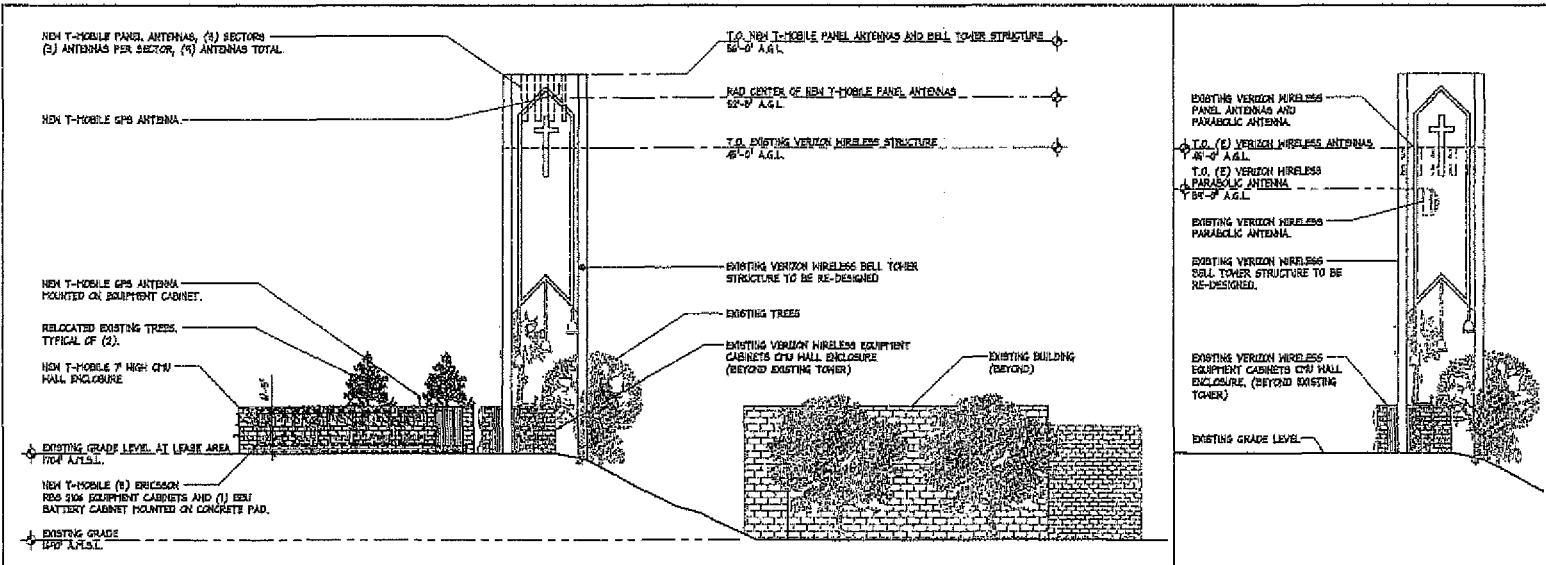 NEW T-MOBILE PANEL ANTENNAS, (3) SECTORS
(3) ANTENNAS PER SECTOR, (9) ANTENNAS TOTAL
NEW T-MOBILE GPS ANTENNA.
NEW T-MOBILE GPS ANTENNA
MOUNTED ON EQUIPMENT CABINET.
RELOCATED EXISTING TREES.
TYPICAL OF (2).
NEW T-MOBILE 7' HIGH CMU
WALL ENCLOSURE
EXISTING GRADE LEVEL AT LEASE AREA
A.M.S.L.
NEW T-MOBILE ERICSSON
RBS 2106 EQUIPMENT CABINETS AND (1) BBU
BATTERY CABINET MOUNTED ON CONCRETE PAD.
EXISTING GRADE
A.M.S.L.
T.O. NEW T-MOBILE PANEL ANTENNAS AND BELL TOWER STRUCTURE
A.G.L.
RAD CENTER OF NEW T-MOBILE PANEL ANTENNAS
A.G.L.
T.O. EXISTING VERIZON WIRELESS STRUCTURE
A.G.L.
EXISTING VERIZON WIRELESS BELL TOWER
STRUCTURE TO BE RE-DESIGNED
EXISTING TREES
EXISTING VERIZON WIRELESS EQUIPMENT
CABINETS CMU WALL ENCLOSURE
(BEYOND EXISTING TOWER)
EXISTING BUILDING
(BEYOND)
EXISTING VERIZON WIRELESS
PANEL ANTENNAS AND
PARABOLIC ANTENNA.
T.O. (E) VERIZON WIRELESS ANTENNAS
A.G.L.
T.O. (E) VERIZON WIRELESS
PARABOLIC ANTENNA
A.G.L.
EXISTING VERIZON WIRELESS
PARABOLIC ANTENNA.
EXISTING VERIZON WIRELESS
BELL TOWER STRUCTURE TO BE
RE-DESIGNED.
EXISTING VERIZON WIRELESS
EQUIPMENT CABINETS CMU WALL
ENCLOSURE, (BEYOND EXISTING
TOWER)
EXISTING GRADE LEVEL